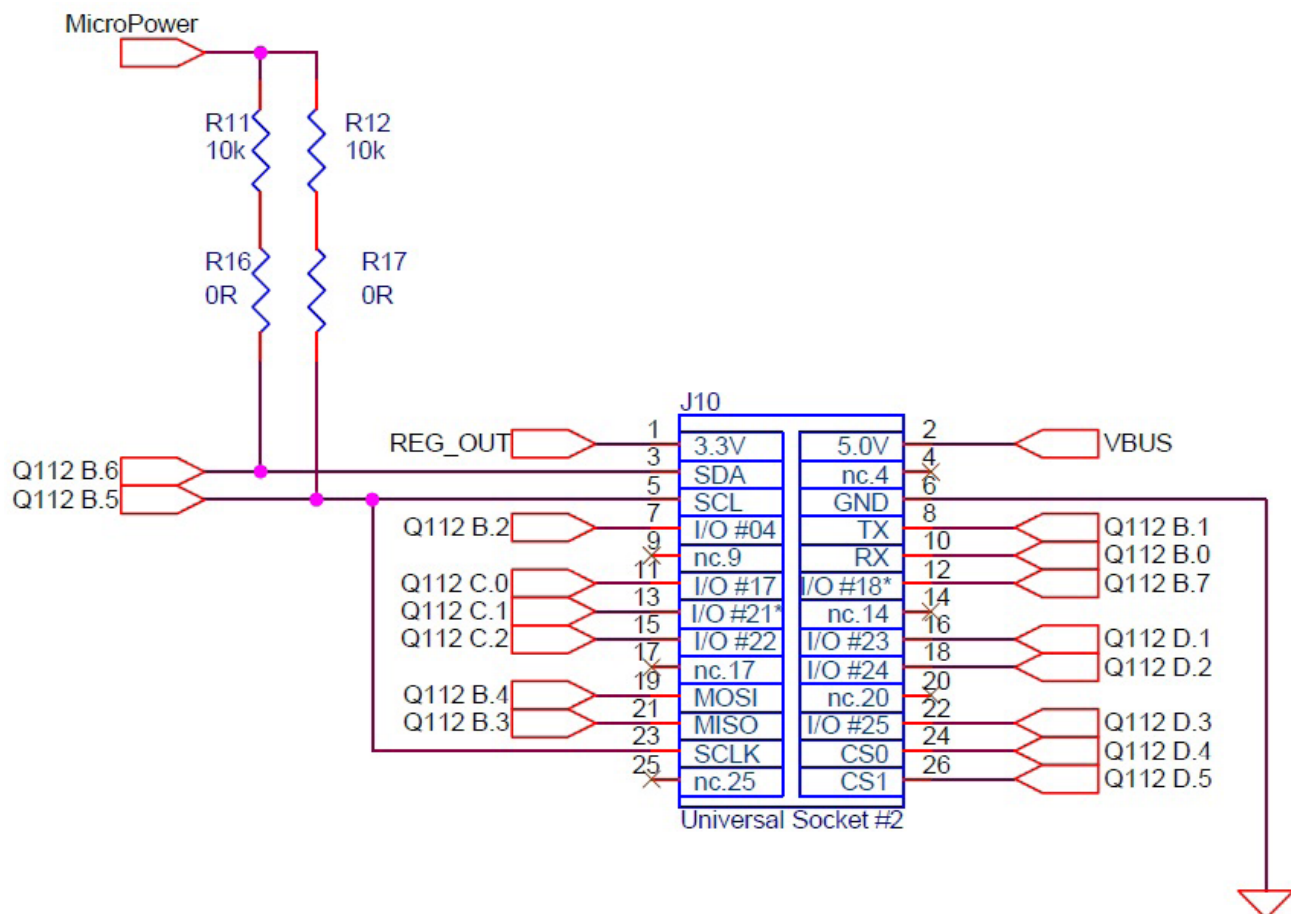 MicroPower
R11
10k
R12
10k
R16
0R
R17
0R
J10
REG_OUT 1 3.3V 5.0V 2 VBUS
Q112 B.6 3 SDA nc.4 4
Q112 B.5 5 SCL GND 6
Q112 B.2 7 I/O #04 TX 8 Q112 B.1
9 nc.9 RX 10 Q112 B.0
Q112 C.0 11 I/O #17 I/O #18* 12 Q112 B.7
Q112 C.1 13 I/O #21* nc.14 14
Q112 C.2 15 I/O #22 I/O #23 16 Q112 D.1
17 nc.17 I/O #24 18 Q112 D.2
Q112 B.4 19 MOSI nc.20 20
Q112 B.3 21 MISO I/O #25 22 Q112 D.3
23 SCLK CS0 24 Q112 D.4
25 nc.25 CS1 26 Q112 D.5
Universal Socket #2